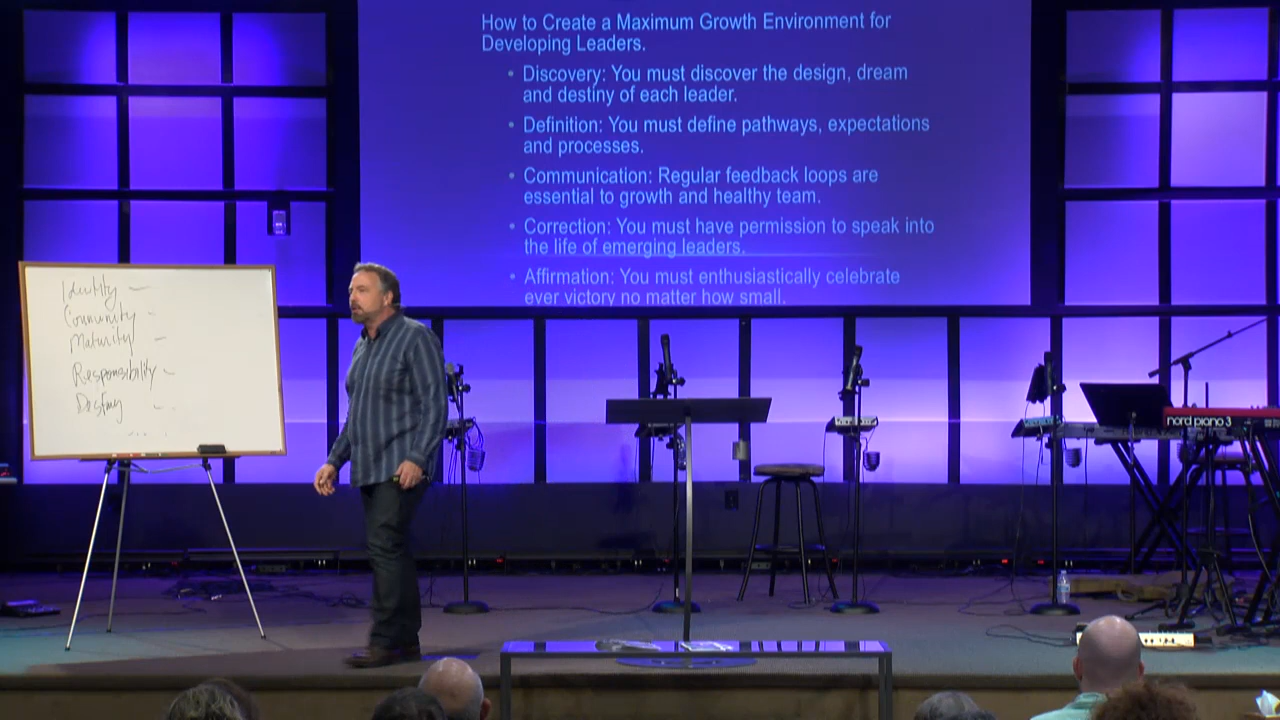 How to Create a Maximum Growth Environment for
Developing Leaders.
• Discovery: You must discover the design, dream
and destiny of each leader.
• Definition: You must define pathways, expectations
and processes.
• Communication: Regular feedback loops are
essential to growth and healthy team.
• Correction: You must have permission to speak into
the life of emerging leaders.
• Affirmation: You must enthusiastically celebrate
ever victory no matter how small.
Identity –
Community -
Maturity –
Responsibility -
Destiny - ..
...
nord piano 3